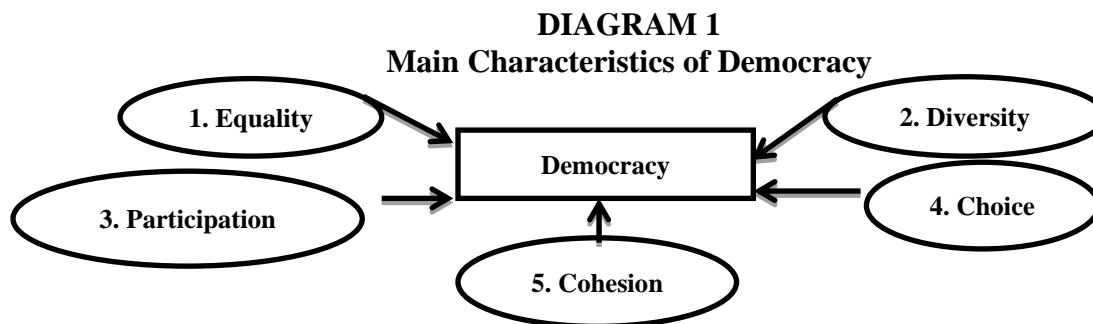 DIAGRAM 1
Main Characteristics of Democracy
1. Equality
2. Diversity
Democracy
3. Participation
4. Choice
5. Cohesion